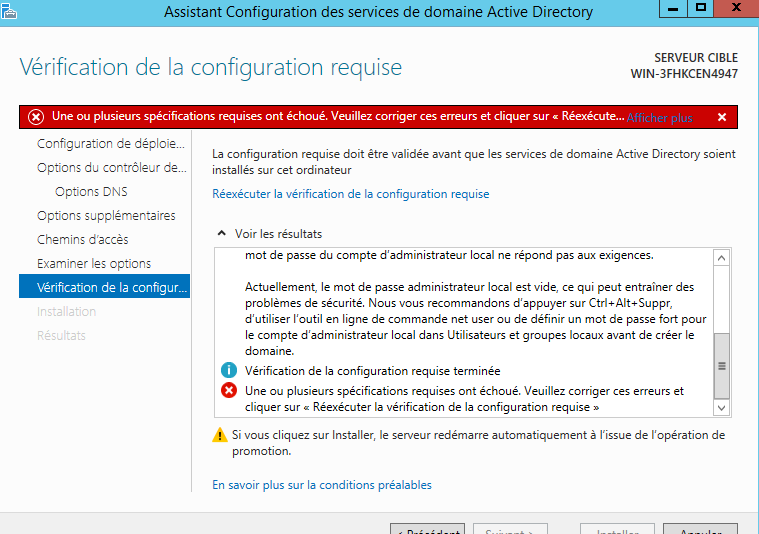 Assistant Configuration des services de domaine Active Directory
Vérification de la configuration requise
SERVEUR CIBLE
WIN-3FHKCEN4947
Une ou plusieurs spécifications requises ont échoué. Veuillez corriger ces erreurs et cliquer sur « Réexécute... Afficher plus
Configuration de déploie...
Options du contrôleur de...
Options DNS
Options supplémentaires
Chemins d'accès
Examiner les options
Vérification de la configur...
Installation
Résultats
La configuration requise doit être validée avant que les services de domaine Active Directory soient
installés sur cet ordinateur
Réexécuter la vérification de la configuration requise
Voir les résultats
mot de passe du compte d'administrateur local ne répond pas aux exigences.
Actuellement, le mot de passe administrateur local est vide, ce qui peut entraîner des
problèmes de sécurité. Nous vous recommandons d'appuyer sur Ctrl+Alt+Suppr,
d'utiliser l'outil en ligne de commande net user ou de définir un mot de passe fort pour
le compte d'administrateur local dans Utilisateurs et groupes locaux avant de créer le
domaine.
Vérification de la configuration requise terminée
Une ou plusieurs spécifications requises ont échoué. Veuillez corriger ces erreurs et
cliquer sur « Réexécuter la vérification de la configuration requise »
Si vous cliquez sur Installer, le serveur redémarre automatiquement à l'issue de l'opération de
promotion.
En savoir plus sur la conditions préalables
< Précédent
Suivant >
Installer
Annuler